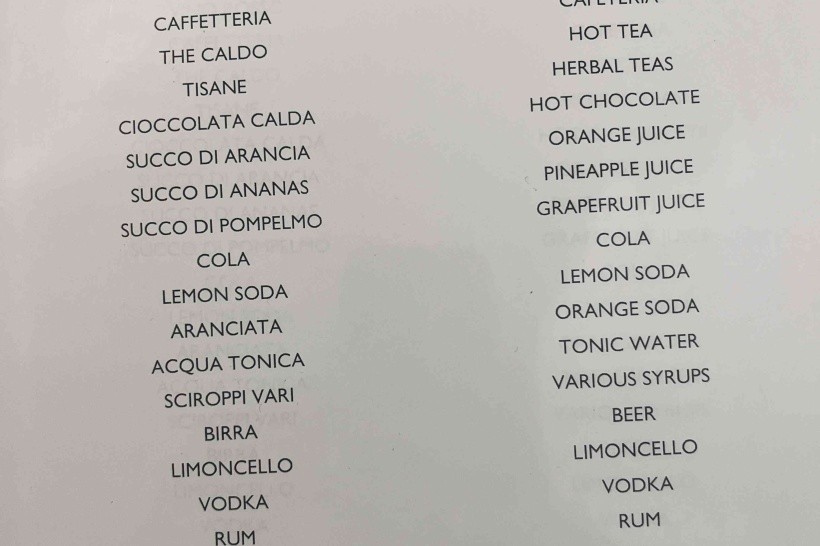 CAFFETTERIA
THE CALDO
TISANE
CIOCCOLATA CALDA
SUCCO DI ARANCIA
SUCCO DI ANANAS
SUCCO DI POMPELMO
COLA
LEMON SODA
ARANCIATA
ACQUA TONICA
SCIROPPI VARI
BIRRA
LIMONCELLO
VODKA
RUM
CAFETERIA
HOT TEA
HERBAL TEAS
HOT CHOCOLATE
ORANGE JUICE
PINEAPPLE JUICE
GRAPEFRUIT JUICE
COLA
LEMON SODA
ORANGE SODA
TONIC WATER
VARIOUS SYRUPS
BEER
LIMONCELLO
VODKA
RUM